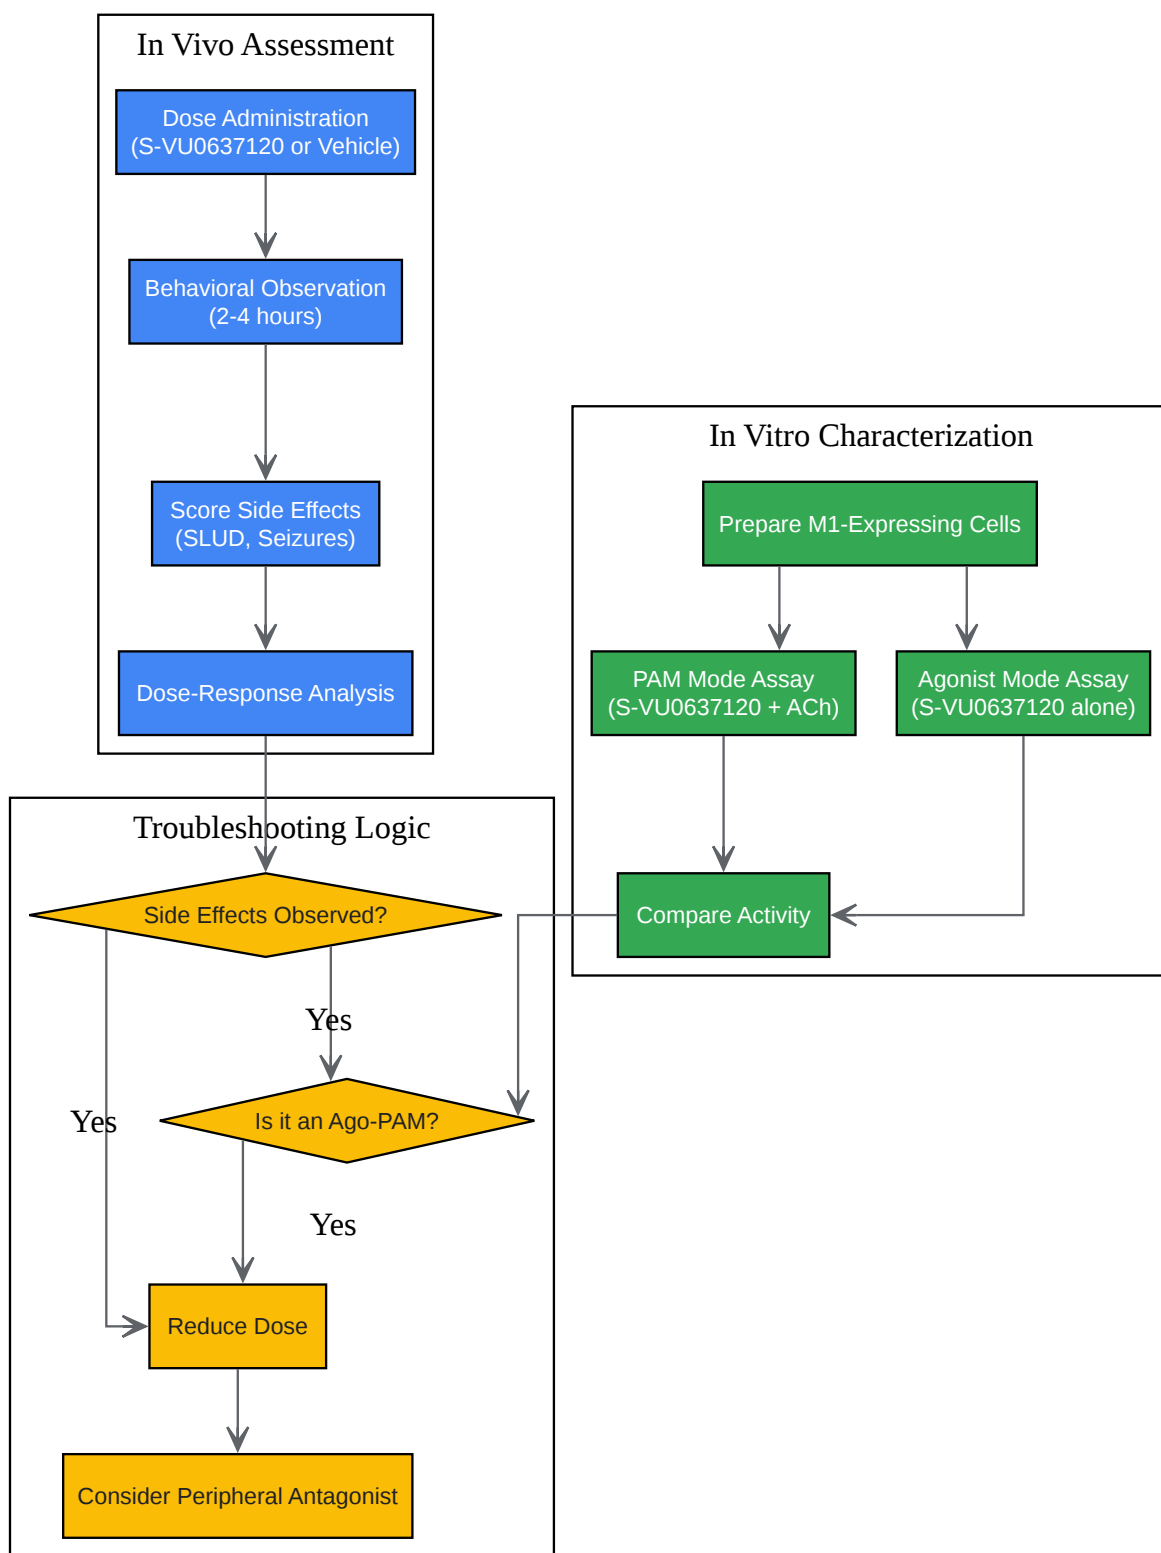 In Vivo Assessment
Dose Administration
(S-VU0637120 or Vehicle)
Behavioral Observation
(2-4 hours)
Score Side Effects
(SLUD, Seizures)
Dose-Response Analysis
In Vitro Characterization
Prepare M1-Expressing Cells
PAM Mode Assay
(S-VU0637120 + ACh)
Agonist Mode Assay
(S-VU0637120 alone)
Compare Activity
Troubleshooting Logic
Side Effects Observed?
Yes
Is it an Ago-PAM?
Yes
Yes
Reduce Dose
Consider Peripheral Antagonist